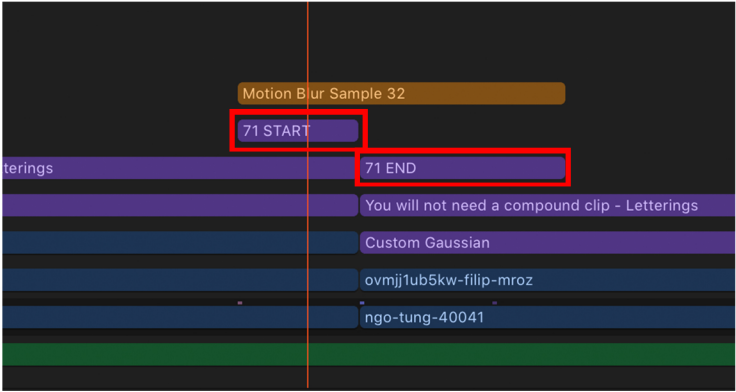 Motion Blur Sample 32
71 START
terings
71 END
You will not need a compound clip - Letterings
Custom Gaussian
ovmjj1ub5kw-filip-mroz
ngo-tung-40041